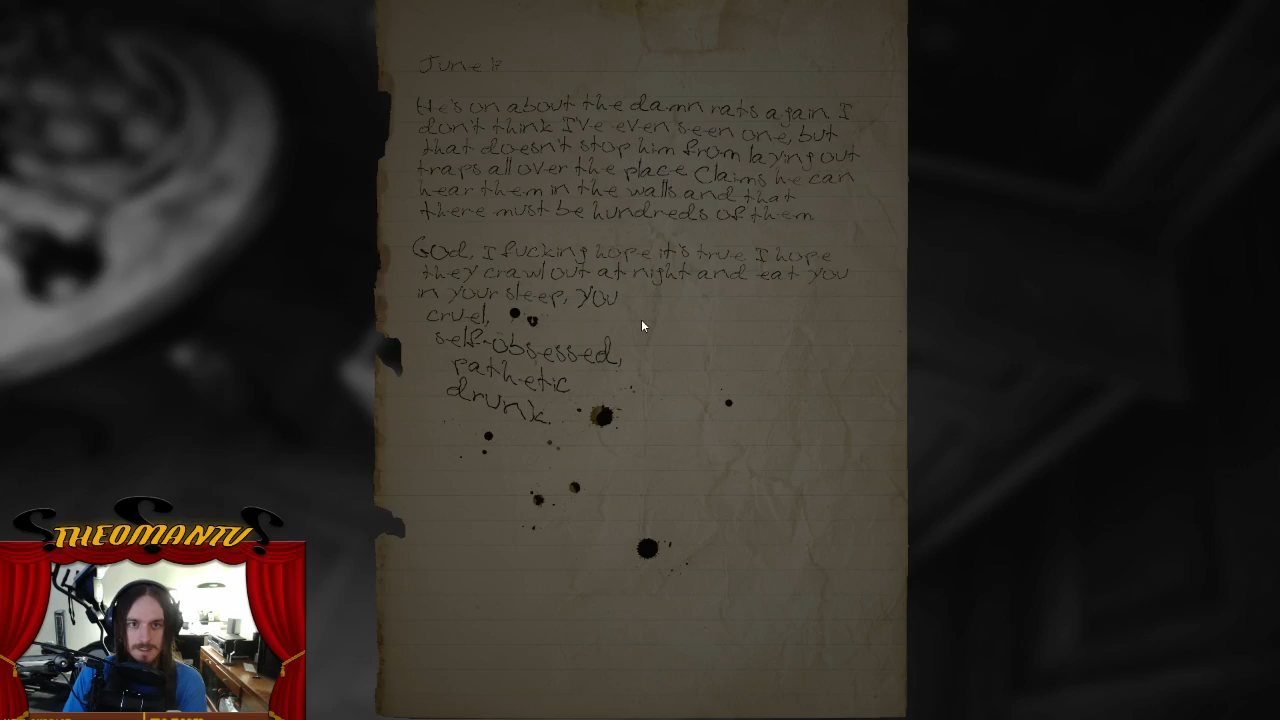 June 18
He's on about the damn rats again I
don't think I've even seen one, but
that doesn't stop him from laying out
traps all over the place Claims he can
hear them in the walls and that
there must be hundreds of them
God, I fucking hope it's true I hope
they crawl out at night and eat you
in your sleep, you
cruel,
self-obsessed,
pathetic
drunk.
STHEOMANTVS